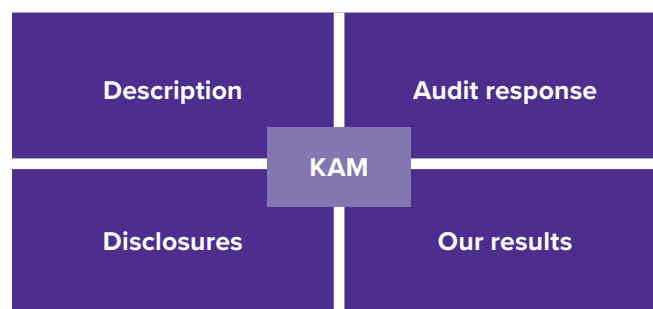 Description
Audit response
KAM
Disclosures
Our results